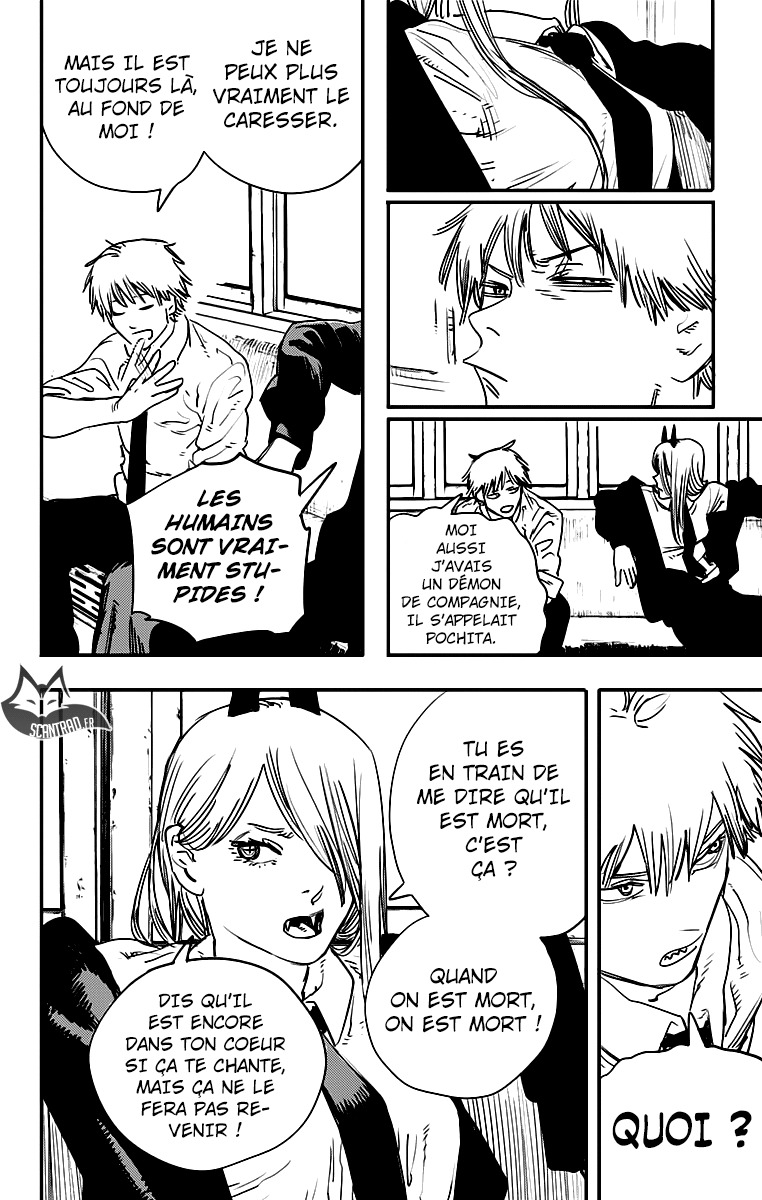 MOI
AUSSI
J'AVAIS
UN DÉMON
DE COMPAGNIE,
IL S'APPELAIT
POCHITA.
JE NE
PEUX PLUS
VRAIMENT LE
CARESSER.
MAIS IL EST
TOUJOURS LÀ,
AU FOND DE
MOI !
LES
HUMAINS
SONT VRAI-
MENT STU-
PIDES !
QUOI ?
TU ES
EN TRAIN DE
ME DIRE QU'IL
EST MORT,
C'EST
ÇA ?
QUAND
ON EST MORT,
ON EST MORT !
DIS QU'IL
EST ENCORE
DANS TON COEUR
SI ÇA TE CHANTE,
MAIS ÇA NE LE
FERA PAS RE-
VENIR !
SCANTRAD.FR